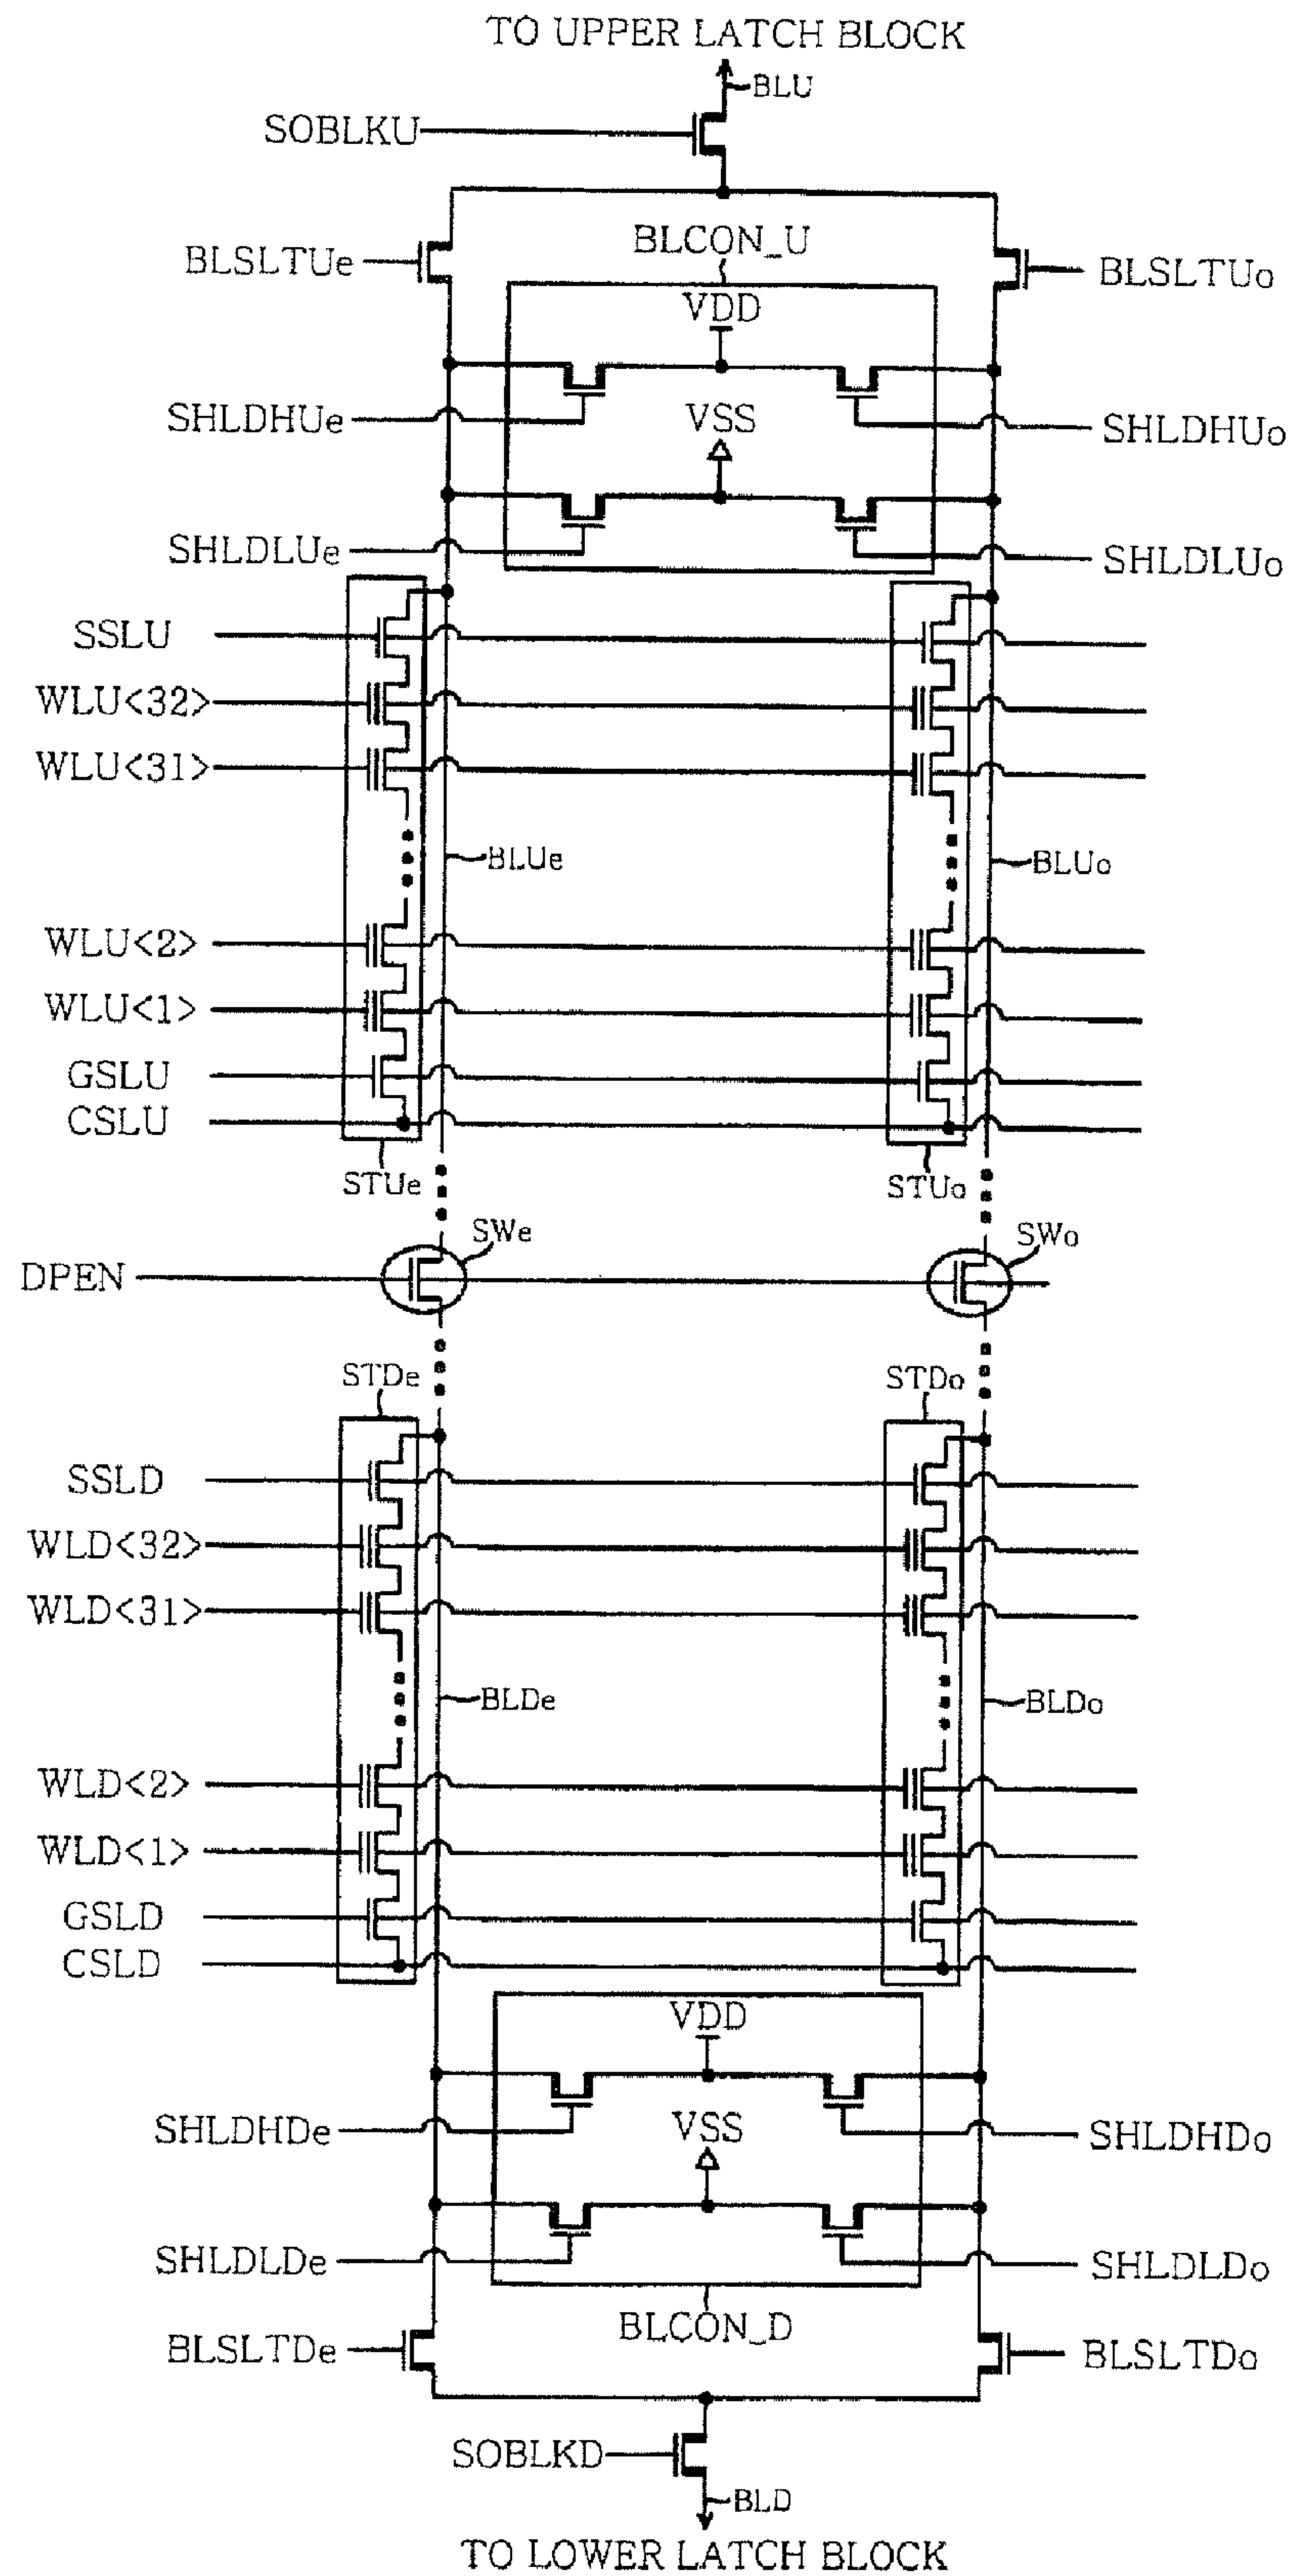 TO UPPER LATCH BLOCK
BLU
SOBLKU
BLCON_U
BLSLTUe
BLSLTUo
VDD
SHLDHUe
VSS
SHLDHUo
SHLDLUe
SHLDLUo
SSLU
WLU<32>
WLU<31>
BLUe
BLUo
WLU<2>
WLU<1>
GSLU
CSLU
STUe
STUo
SWe
SWo
DPEN
STDe
STDo
SSLD
WLD<32>
WLD<31>
BLDe
BLDo
WLD<2>
WLD<1>
GSLD
CSLD
VDD
SHLDHDe
VSS
SHLDHDo
SHLDLDe
SHLDLDo
BLCON_D
BLSLTDe
BLSLTDo
SOBLKD
BLD
TO LOWER LATCH BLOCK